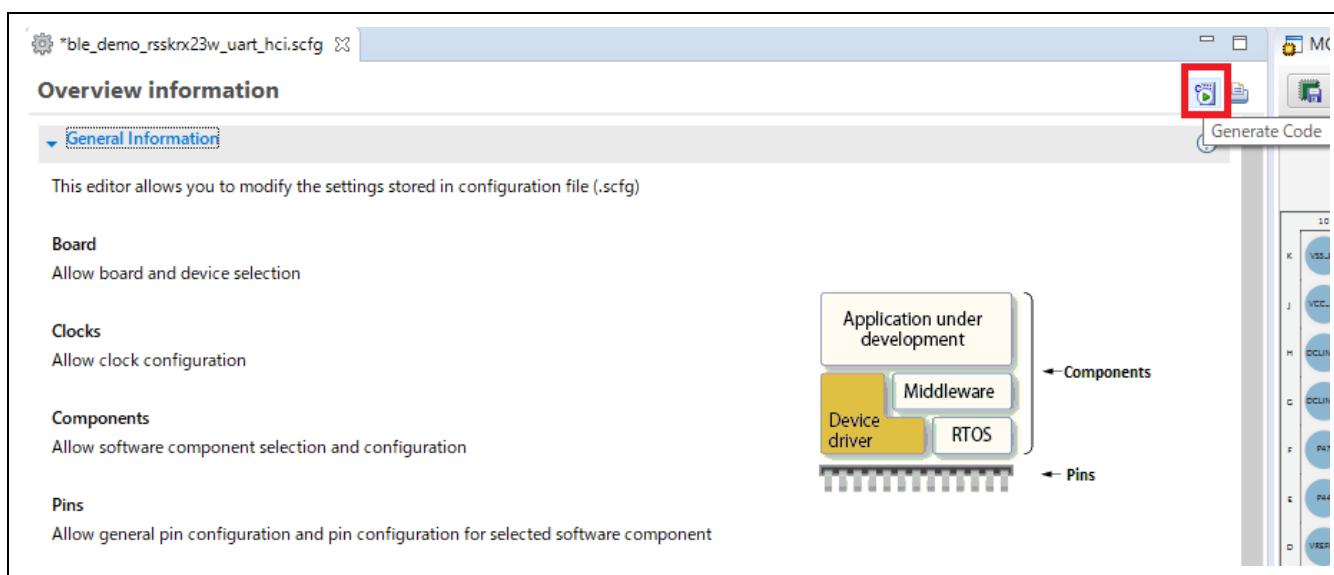 *ble_demo_rsskrx23w_uart_hci.scfg
Overview information
Generate Code
General Information
This editor allows you to modify the settings stored in configuration file (.scfg)
Board
Allow board and device selection
Clocks
Allow clock configuration
Components
Allow software component selection and configuration
Pins
Allow general pin configuration and pin configuration for selected software component
Application under
development
Middleware
Device
driver
RTOS
Components
Pins
10
K
J
H
G
F
P47
E
P44
D